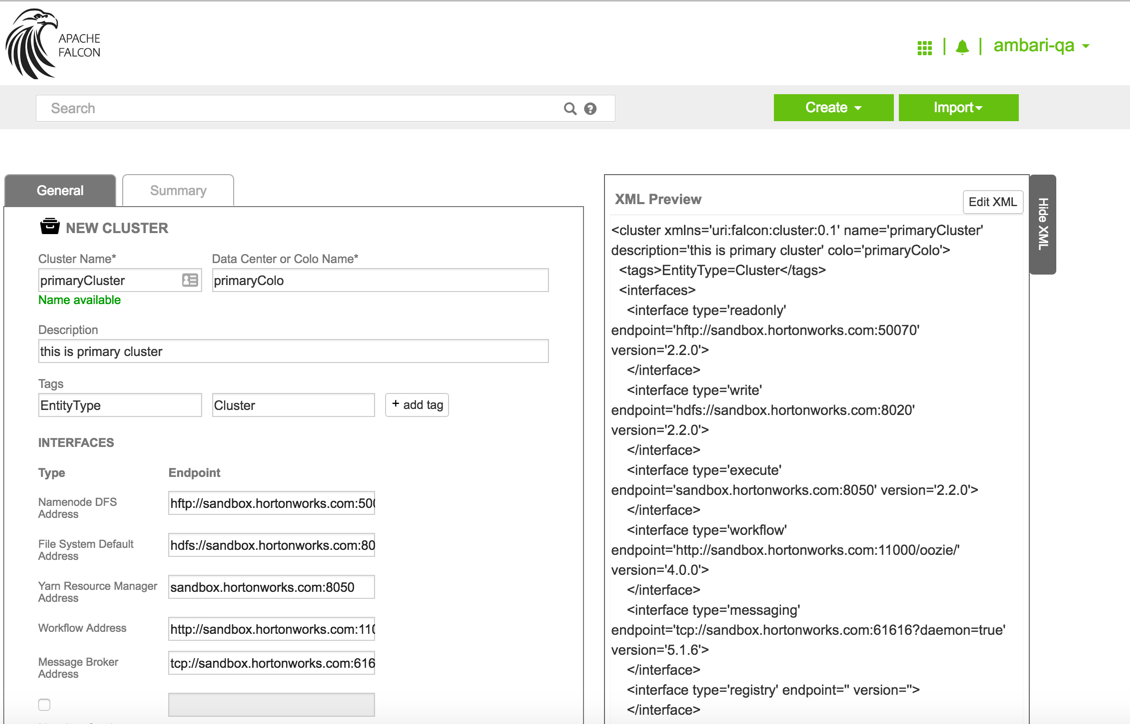 APACHE
FALCON
ambari-qa
Search
Create
Import
General
Summary
NEW CLUSTER
Cluster Name*
Data Center or Colo Name*
primaryCluster
primaryColo
Name available
Description
this is primary cluster
Tags
EntityType
Cluster
+ add tag
INTERFACES
Type
Endpoint
Namenode DFS
Address
hftp://sandbox.hortonworks.com:500
File System Default
Address
hdfs://sandbox.hortonworks.com:80
Yarn Resource Manager
Address
sandbox.hortonworks.com:8050
Workflow Address
http://sandbox.hortonworks.com:110
Message Broker
Address
tcp://sandbox.hortonworks.com:616
XML Preview
Edit XML
Hide XML
<cluster xmlns='uri:falcon:cluster:0.1' name='primaryCluster'
description='this is primary cluster' colo='primaryColo'>
<tags>EntityType=Cluster</tags>
<interfaces>
<interface type='readonly'
endpoint='hftp://sandbox.hortonworks.com:50070'
version='2.2.0'>
</interface>
<interface type='write'
endpoint='hdfs://sandbox.hortonworks.com:8020'
version='2.2.0'>
</interface>
<interface type='execute'
endpoint='sandbox.hortonworks.com:8050' version='2.2.0'>
</interface>
<interface type='workflow'
endpoint='http://sandbox.hortonworks.com:11000/oozie/'
version='4.0.0'>
</interface>
<interface type='messaging'
endpoint='tcp://sandbox.hortonworks.com:61616?daemon=true'
version='5.1.6'>
</interface>
<interface type='registry' endpoint='' version=''>
</interface>